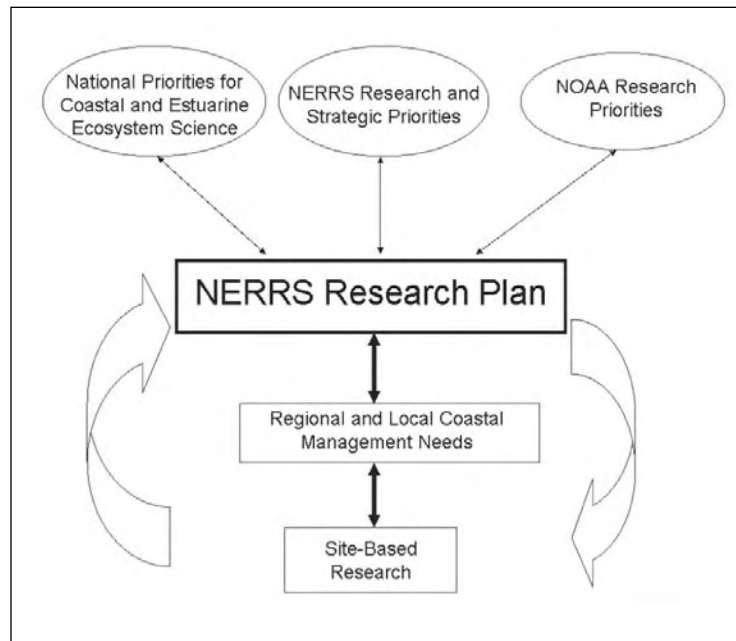 National Priorities for
Coastal and Estuarine
Ecosystem Science
NERRS Research and
Strategic Priorities
NOAA Research
Priorities
NERRS Research Plan
Regional and Local Coastal
Management Needs
Site-Based
Research